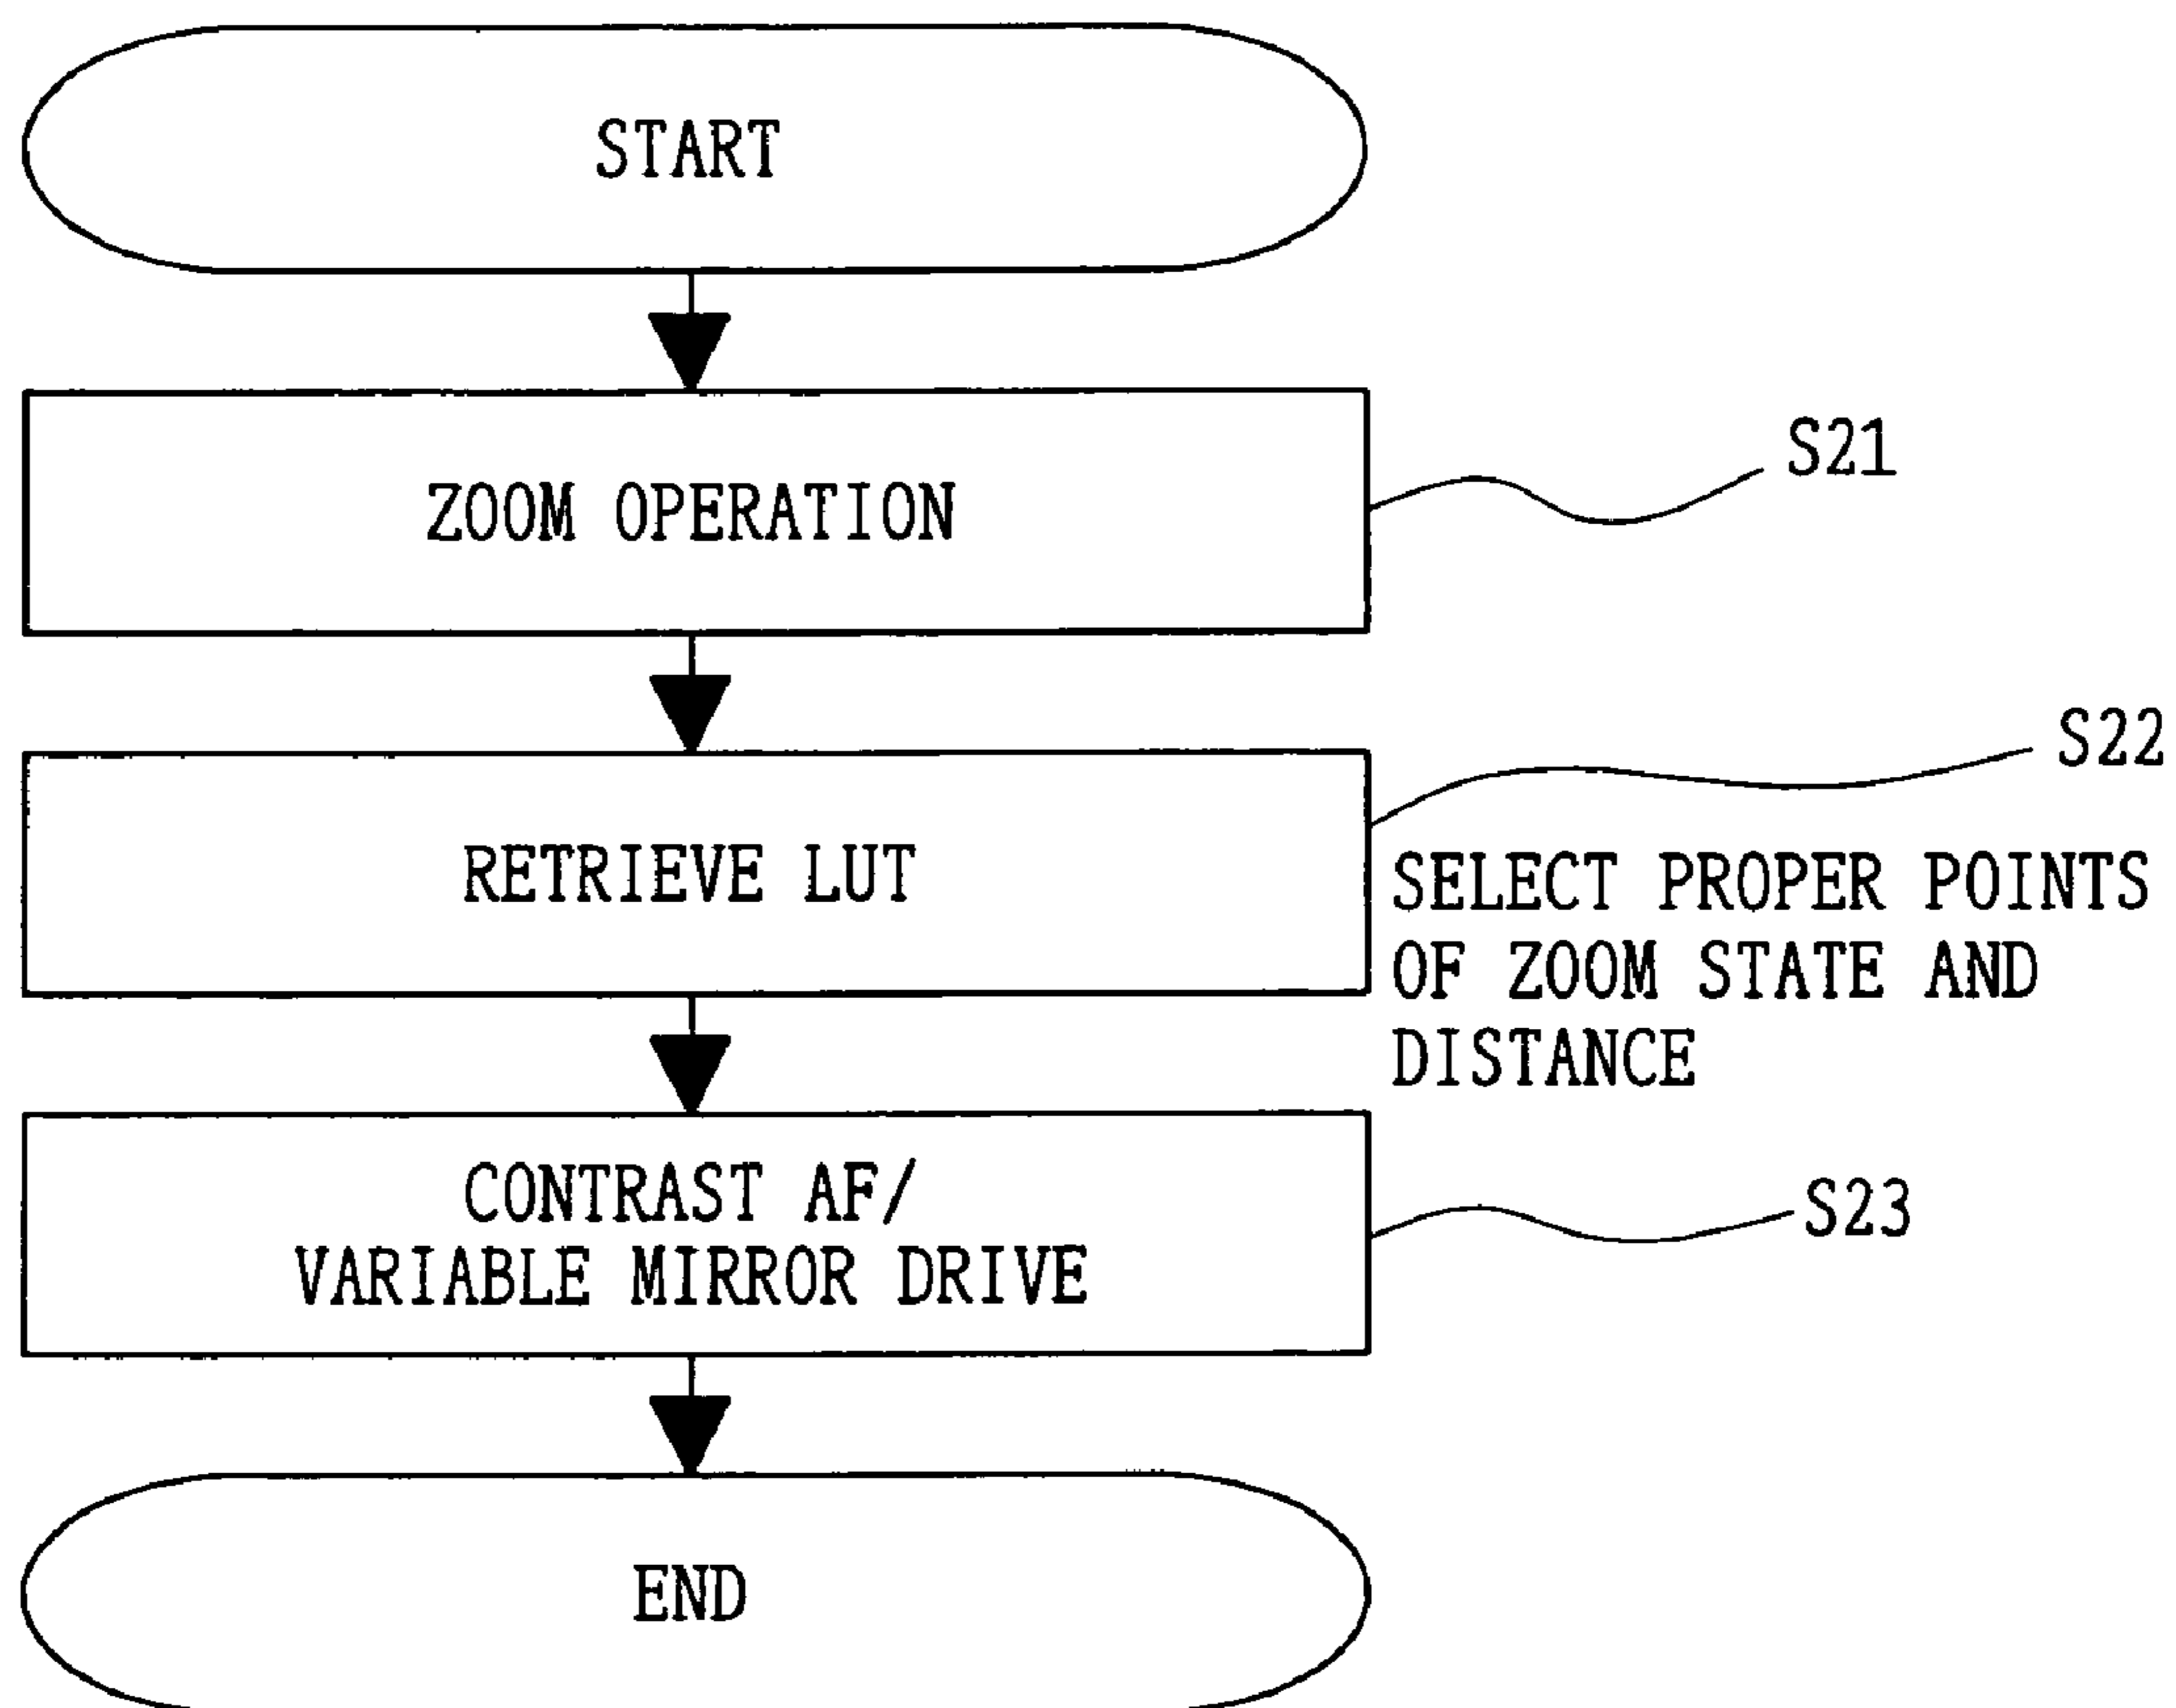 START
ZOOM OPERATION
S21
S22
RETRIEVE LUT
SELECT PROPER POINTS
OF ZOOM STATE AND
DISTANCE
CONTRAST AF/
VARIABLE MIRROR DRIVE
S23
END